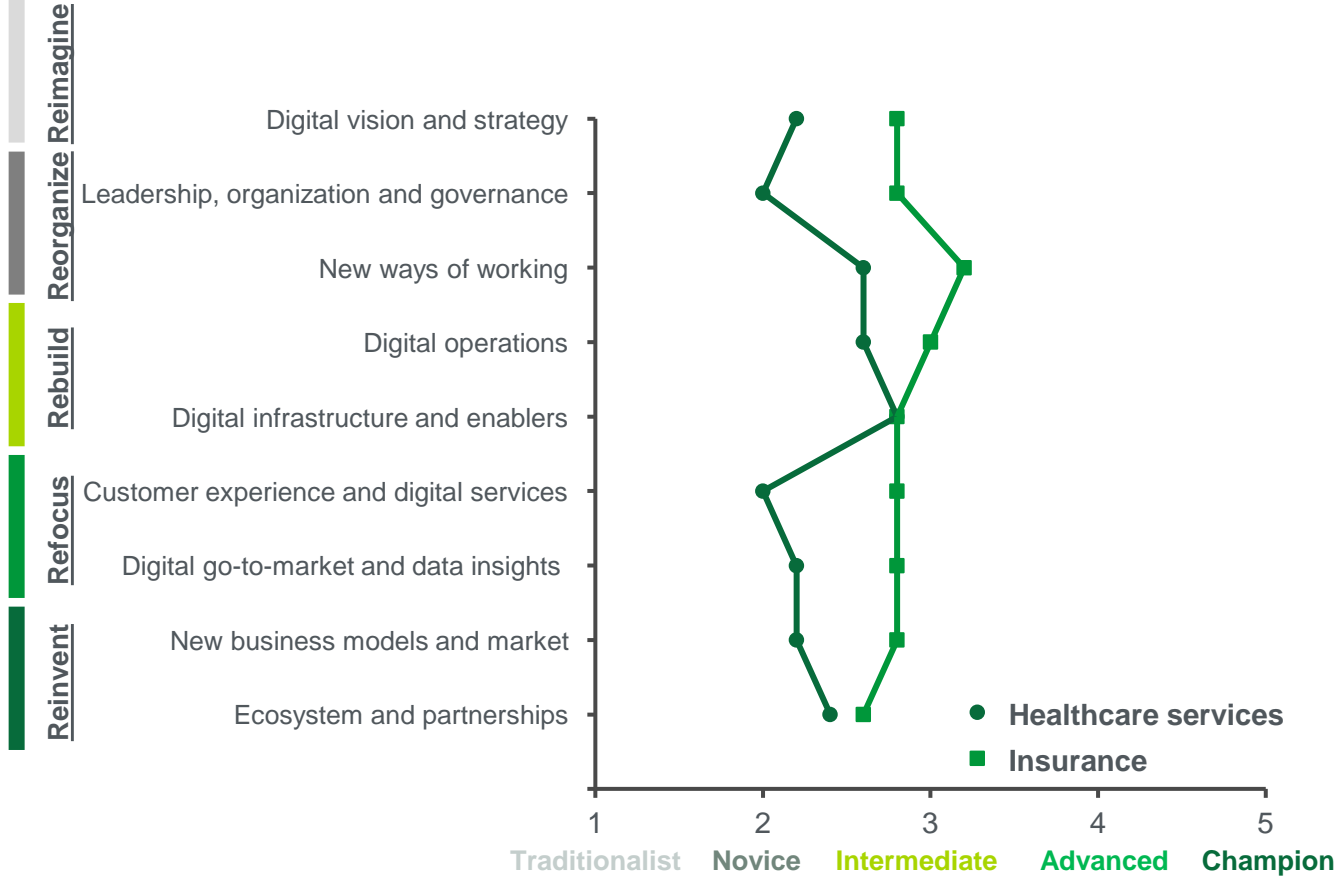 Reimagine
Digital vision and strategy
Reorganize
Leadership, organization and governance
New ways of working
Rebuild
Digital operations
Digital infrastructure and enablers
Refocus
Customer experience and digital services
Digital go-to-market and data insights
Reinvent
New business models and market
Ecosystem and partnerships
Healthcare services
Insurance
1 2 3 4 5
Traditionalist Novice Intermediate Advanced Champion